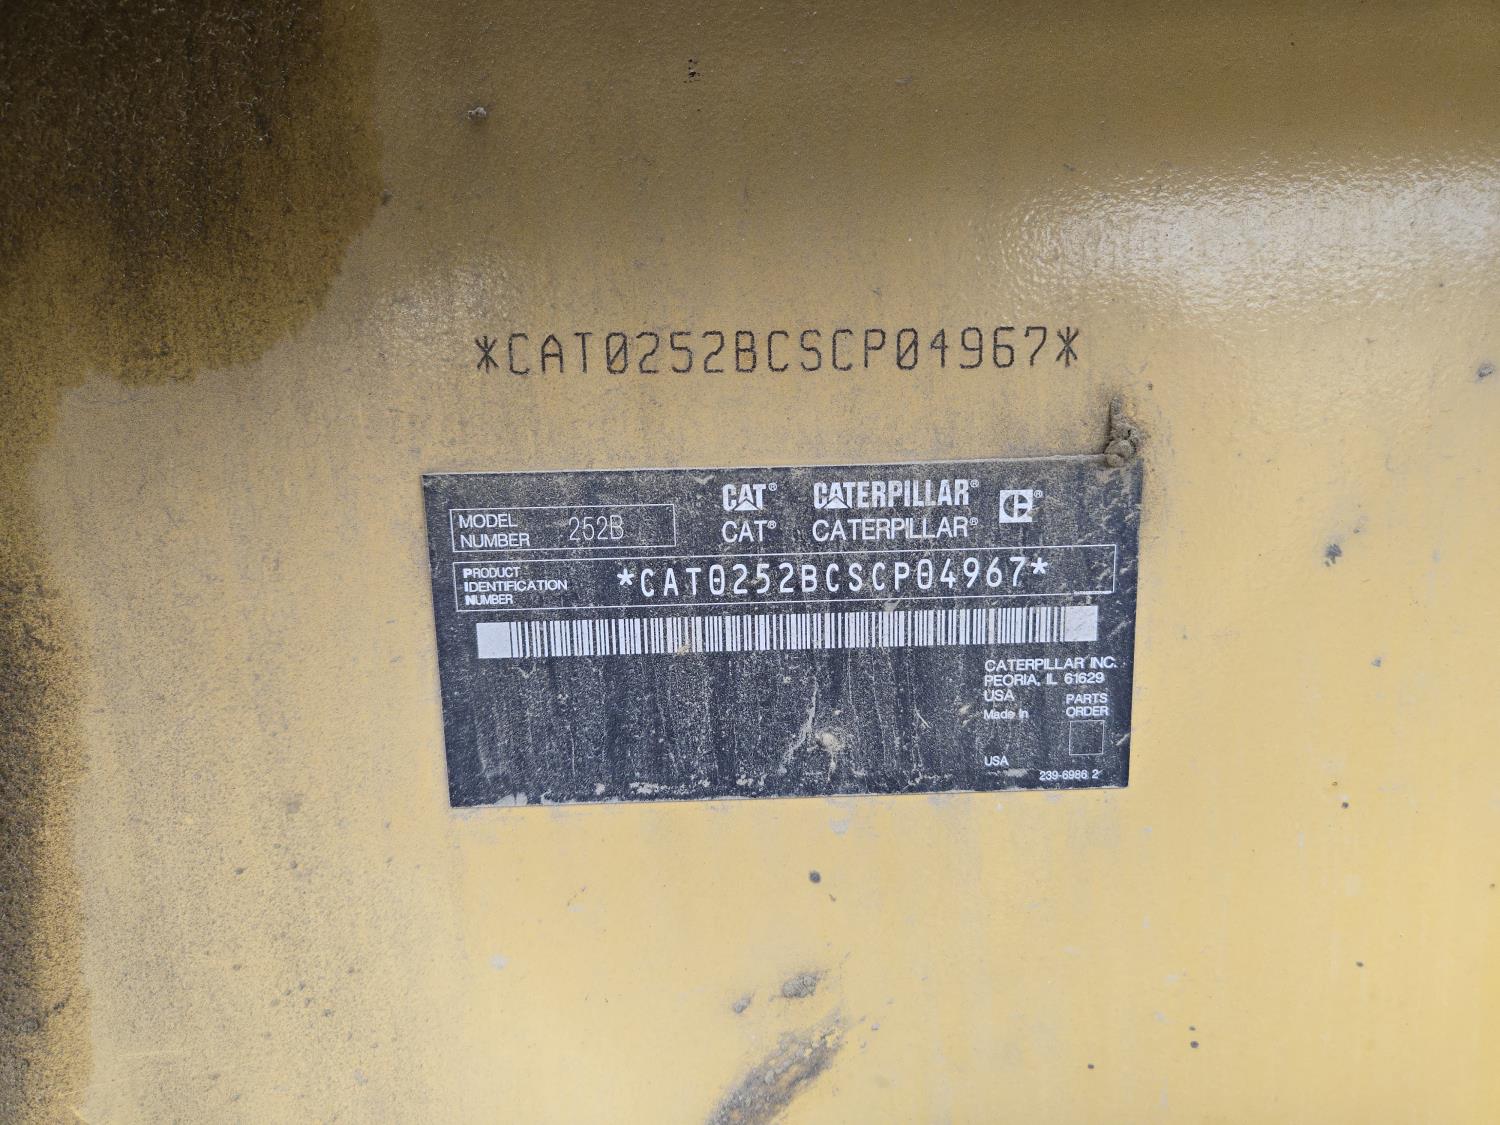 *CAT0252BCSCP04967*
CAT® CATERPILLAR® C®
MODEL NUMBER 252B
CAT® CATERPILLAR®
PRODUCT IDENTIFICATION NUMBER *CAT0252BCSCP04967*
CATERPILLAR INC.
PEORIA, IL 61629
USA
PARTS ORDER
Made in
USA
239-6986 2